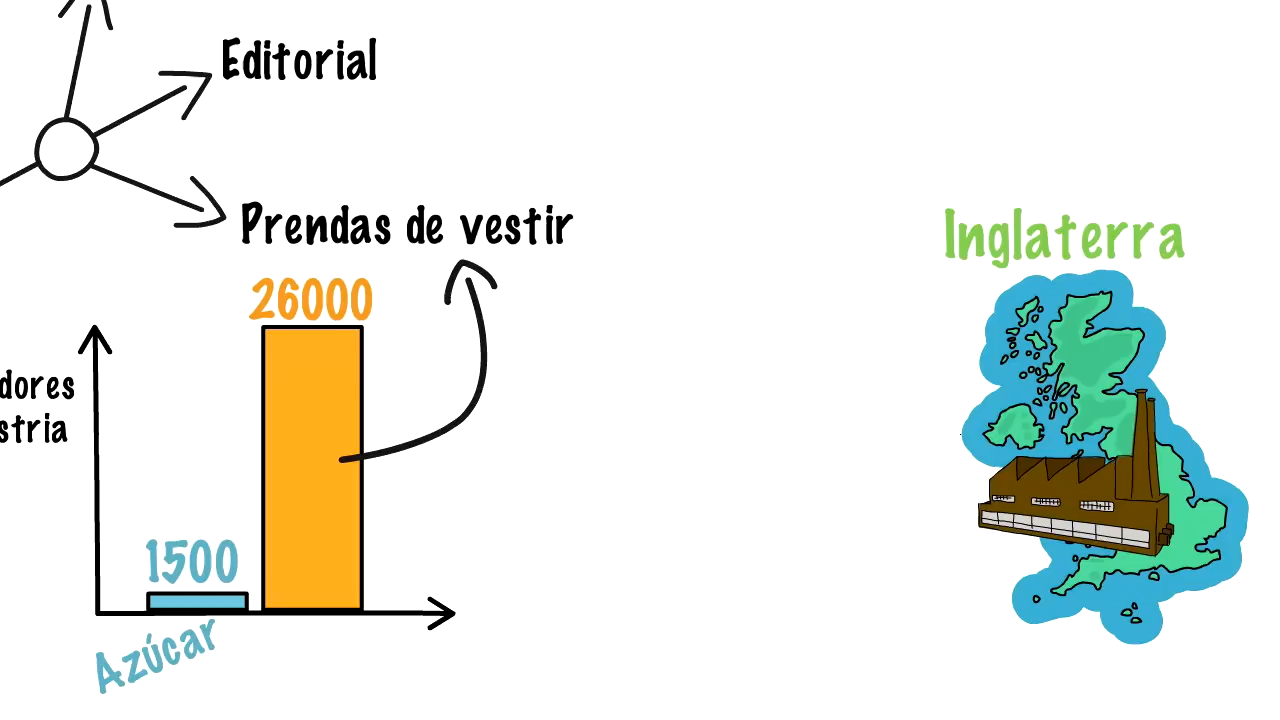 Editorial
Prendas de vestir
Inglaterra
26000
dores
stria
1500
Azúcar